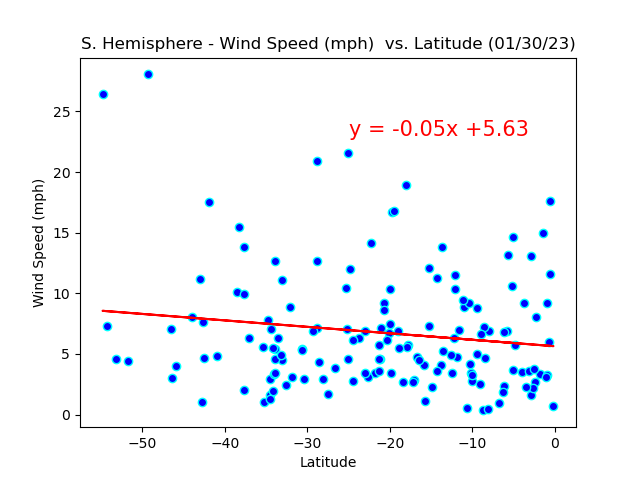 S. Hemisphere - Wind Speed (mph)  vs. Latitude (01/30/23)
y = -0.05x +5.63
Wind Speed (mph)
25
20
15
10
5
0
−50 −40 −30 −20 −10 0
Latitude